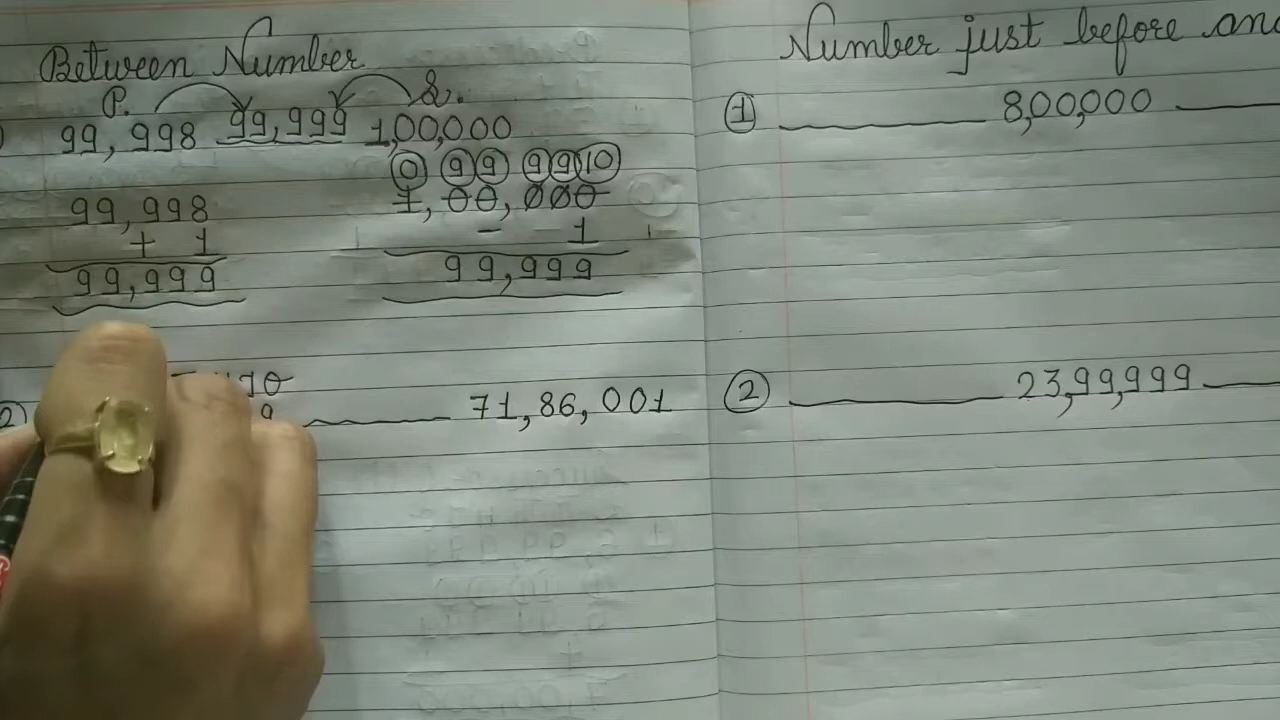 Between Number
P. S.
99,998 99,999 1,00,000
0 9 9 9 9 10
99,998 1,00,000
+ 1 - 1
99,999 99,999
71,86,001
Number just before and
① 8,00,000
② 23,99,999